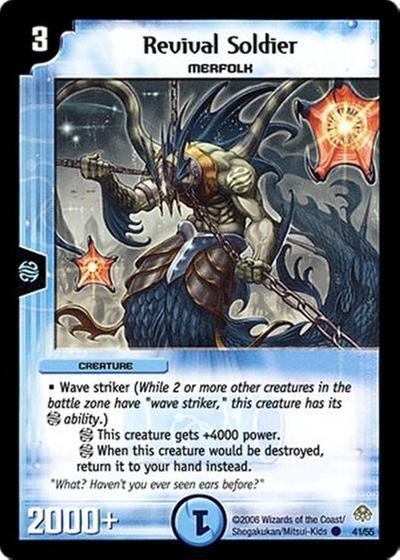 3
Revival Soldier
MERFOLK
CREATURE
▪ Wave striker (While 2 or more other creatures in the
battle zone have "wave striker," this creature has its
ability.)
This creature gets +4000 power.
When this creature would be destroyed,
return it to your hand instead.
"What? Haven't you ever seen ears before?"
2000+
1
©2006 Wizards of the Coast/
Shogakukan/Mitsui-Kids
41/55